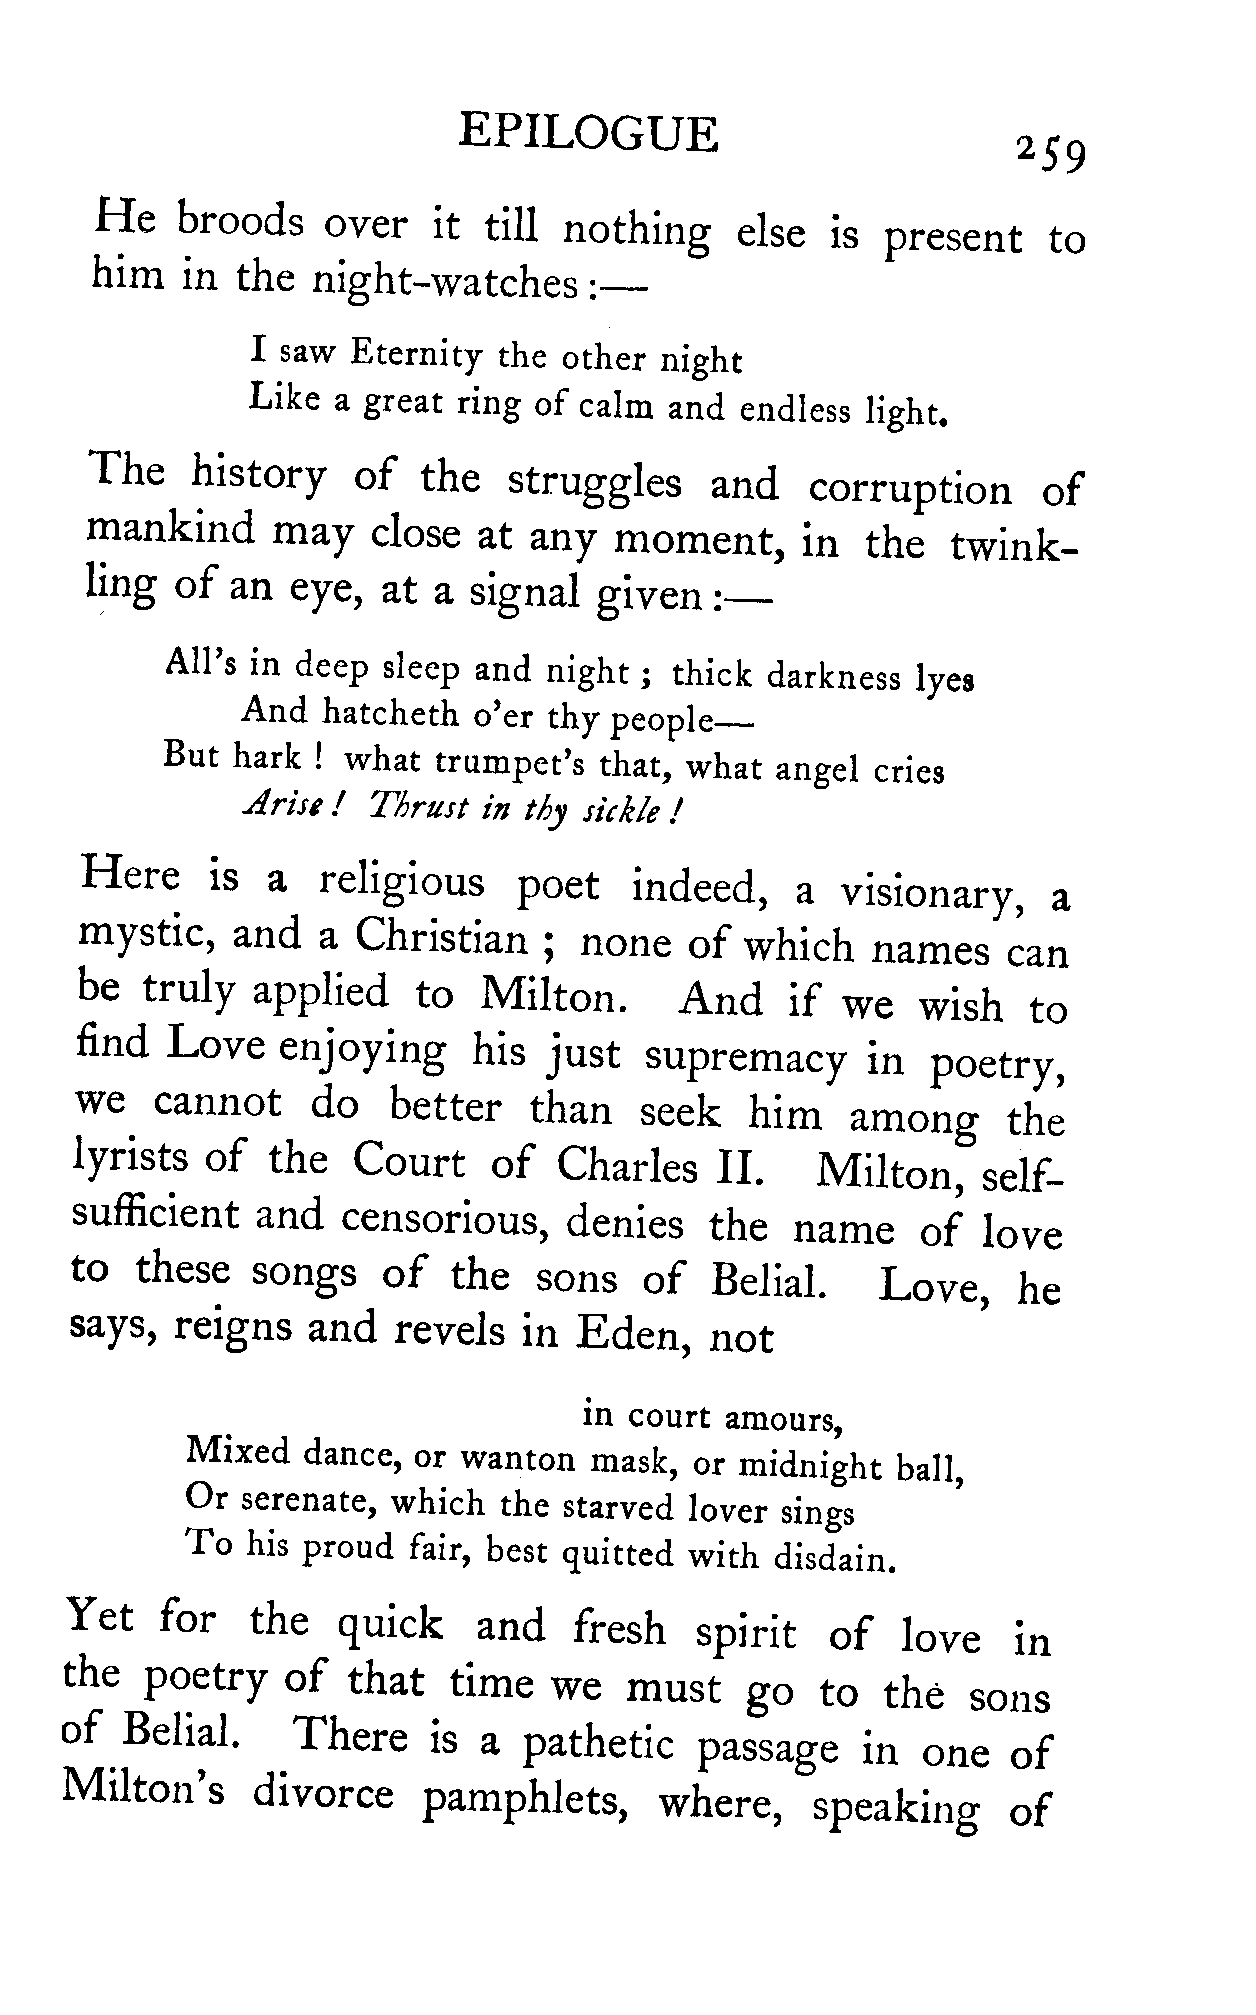 EPILOGUE 259
He broods over it till nothing else is present to
him in the night-watches :—
I saw Eternity the other night
Like a great ring of calm and endless light.
The history of the struggles and corruption of
mankind may close at any moment, in the twink-
ling of an eye, at a signal given :—
All's in deep sleep and night ; thick darkness lyes
And hatcheth o'er thy people—
But hark ! what trumpet's that, what angel cries
Arise ! Thrust in thy sickle !
Here is a religious poet indeed, a visionary, a
mystic, and a Christian ; none of which names can
be truly applied to Milton. And if we wish to
find Love enjoying his just supremacy in poetry,
we cannot do better than seek him among the
lyrists of the Court of Charles II. Milton, self-
sufficient and censorious, denies the name of love
to these songs of the sons of Belial. Love, he
says, reigns and revels in Eden, not
in court amours,
Mixed dance, or wanton mask, or midnight ball,
Or serenate, which the starved lover sings
To his proud fair, best quitted with disdain.
Yet for the quick and fresh spirit of love in
the poetry of that time we must go to the sons
of Belial. There is a pathetic passage in one of
Milton's divorce pamphlets, where, speaking of